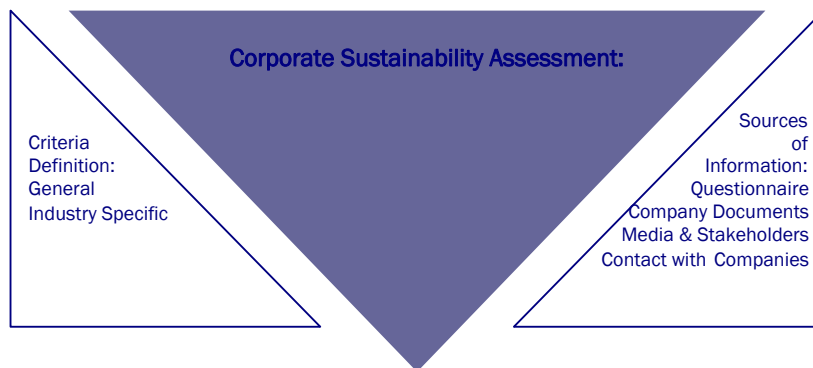 Corporate Sustainability Assessment:
Criteria
Definition:
General
Industry Specific
Sources
of
Information:
Questionnaire
Company Documents
Media & Stakeholders
Contact with Companies